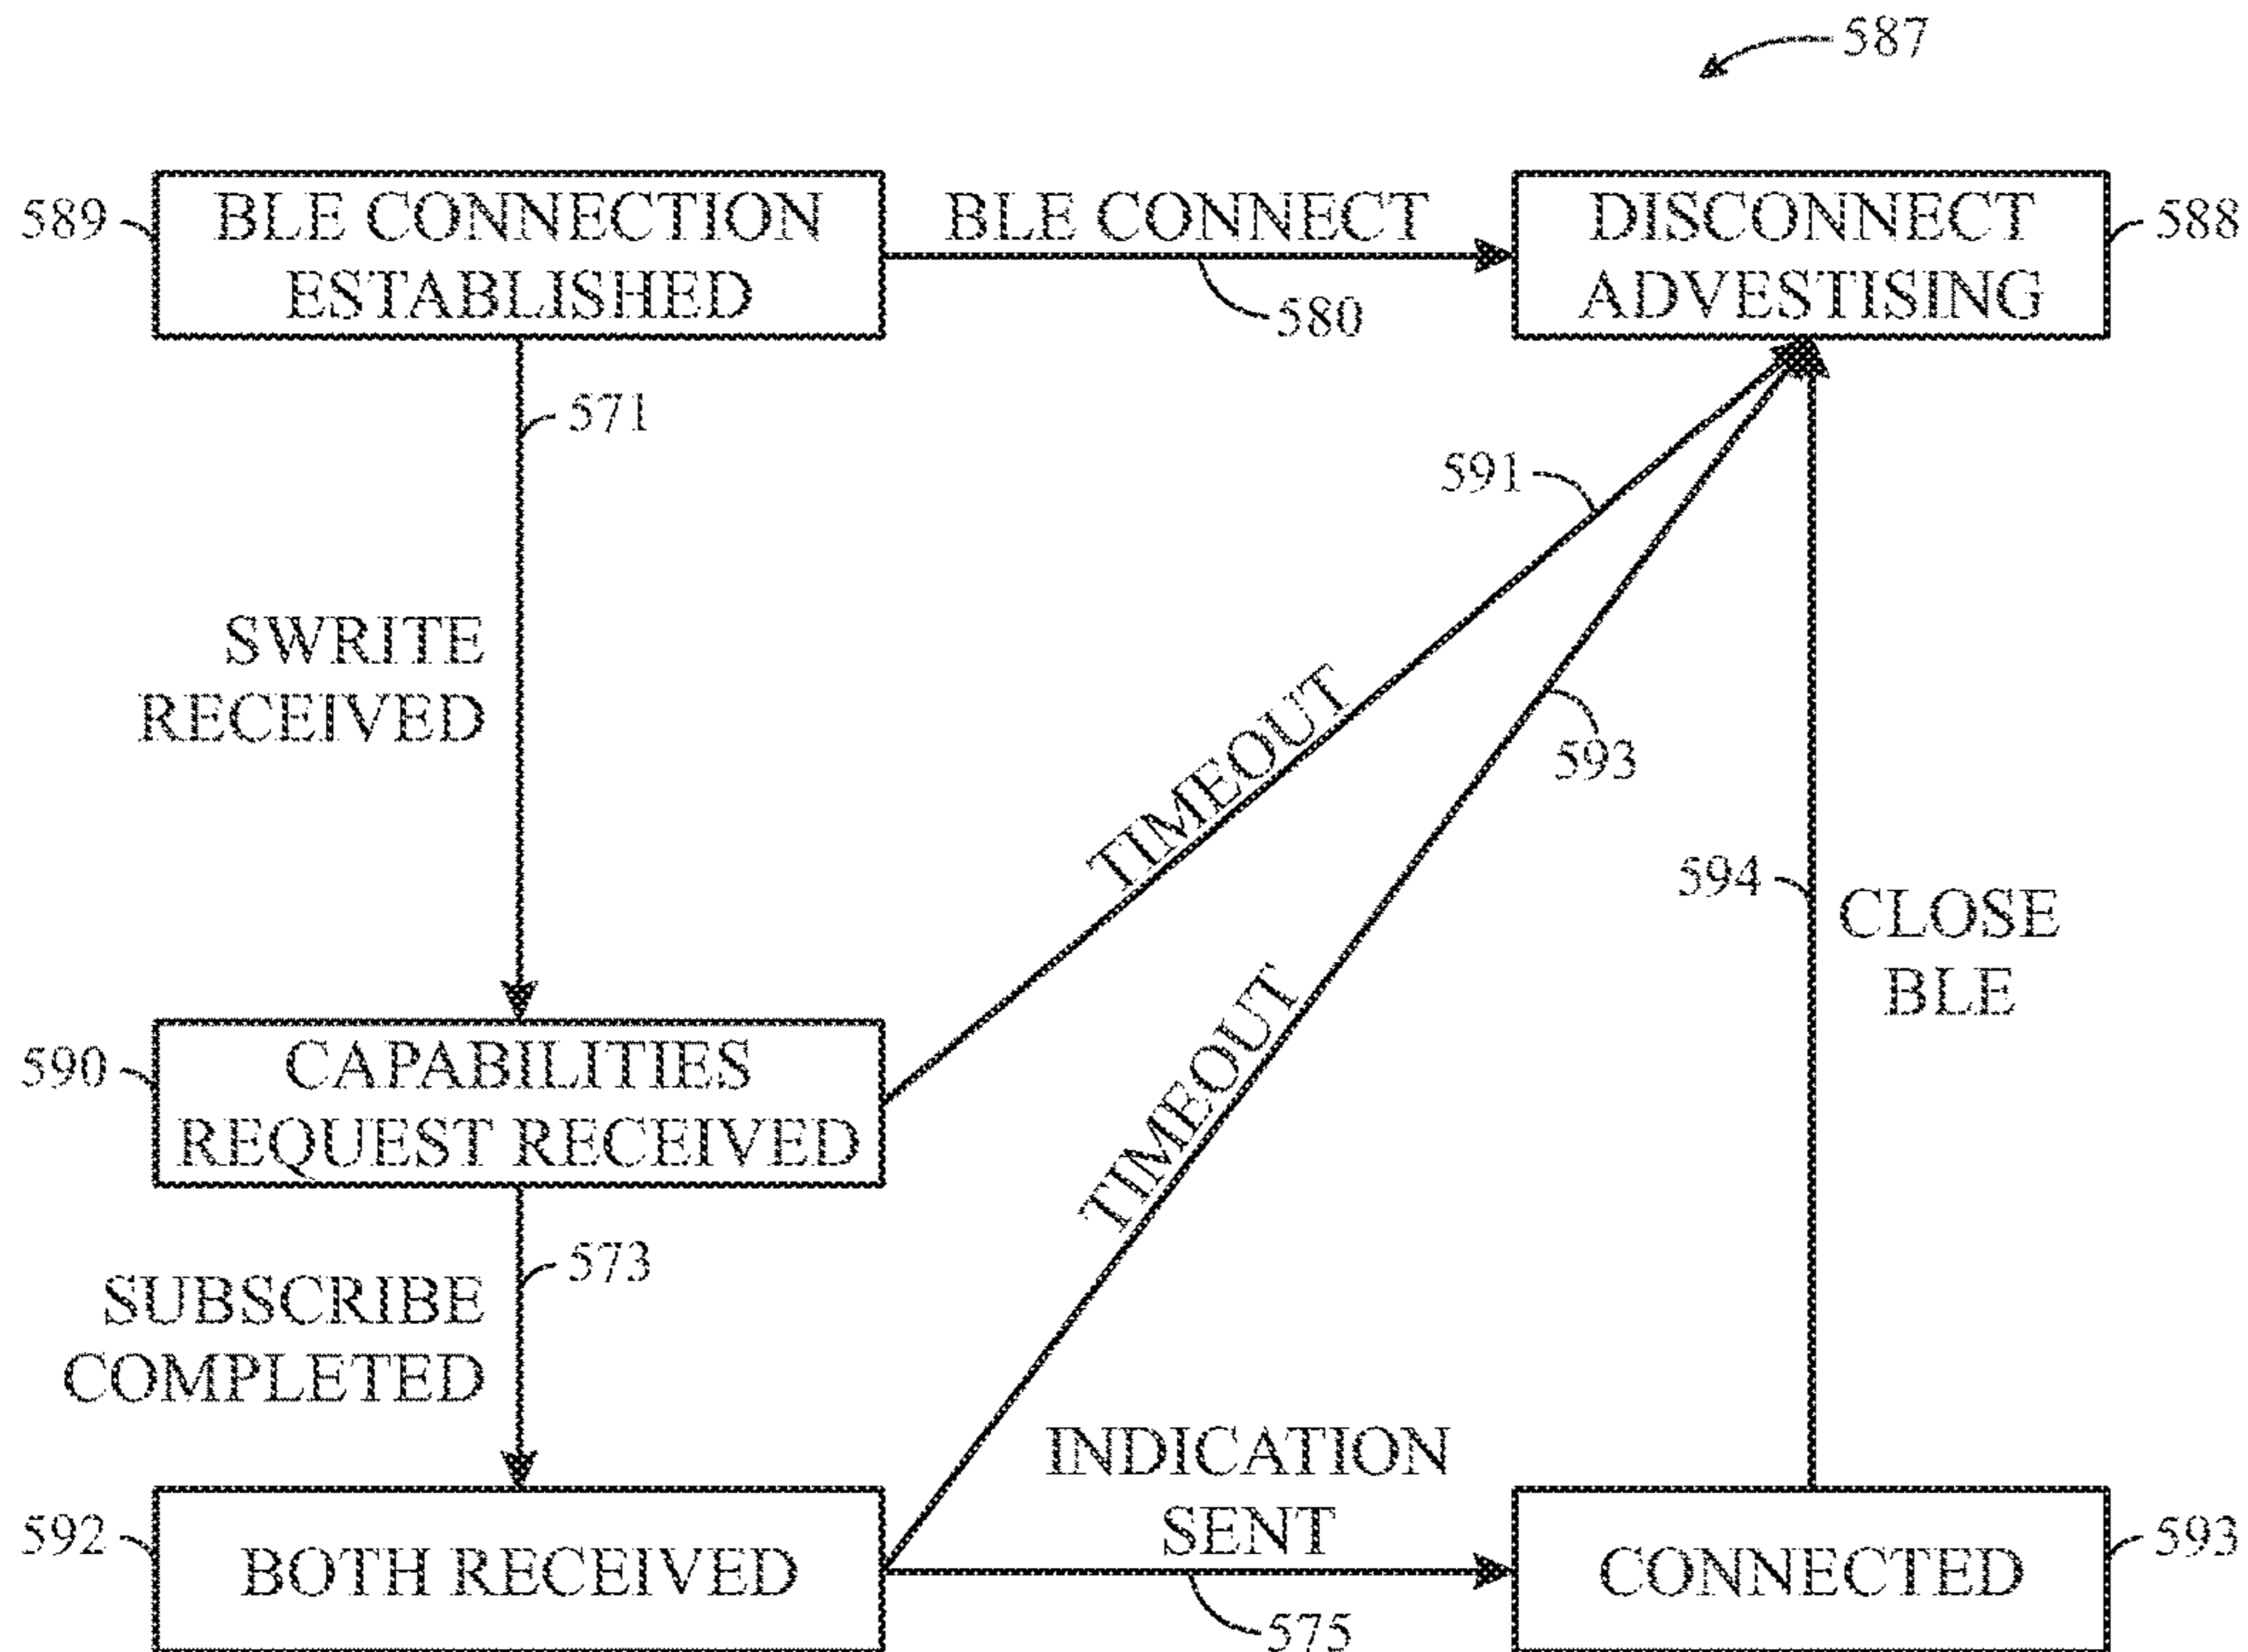 587
589
BLE CONNECTION
ESTABLISHED
BLE CONNECT
580
DISCONNECT
ADVESTISING
588
571
591
SWRITE
RECEIVED
TIMEOUT
593
594
CLOSE
BLE
590
CAPABILITIES
REQUEST RECEIVED
TIMEOUT
573
SUBSCRIBE
COMPLETED
INDICATION
SENT
592
BOTH RECEIVED
575
CONNECTED
593